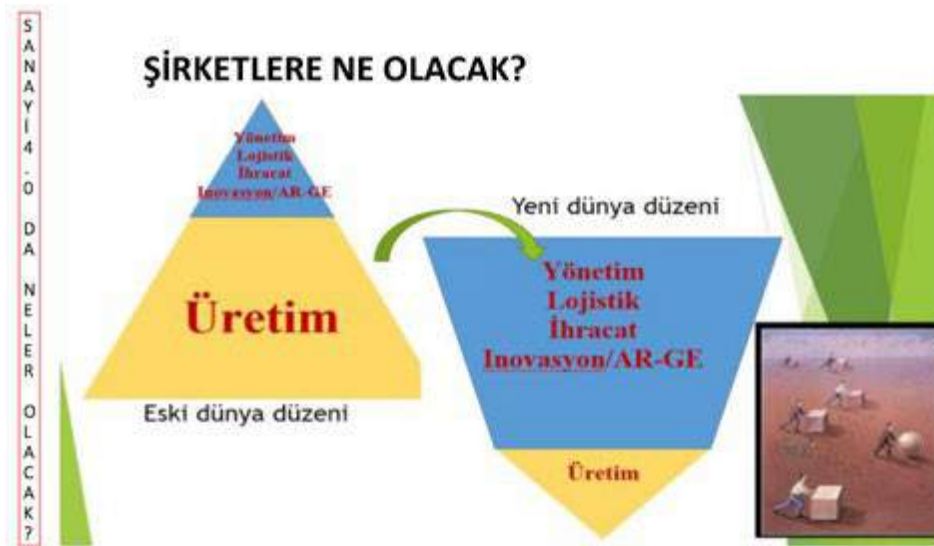 SANAYİ4.0 DA NELER OLACAK?
ŞİRKETLERE NE OLACAK?
Yönetim
Lojistik
İhracat
Inovasyon/AR-GE
Üretim
Eski dünya düzeni
Yeni dünya düzeni
Yönetim
Lojistik
İhracat
Inovasyon/AR-GE
Üretim